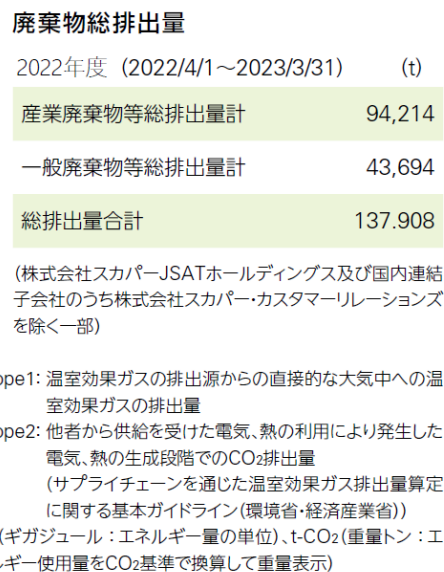 廃棄物総排出量
2022年度（2022/4/1～2023/3/31） (t)
産業廃棄物等総排出量計 94,214
一般廃棄物等総排出量計 43,694
総排出量合計 137.908
(株式会社スカパーJSATホールディングス及び国内連結
子会社のうち株式会社スカパー・カスタマーリレーションズ
を除く一部)
ope1: 温室効果ガスの排出源からの直接的な大気中への温
室効果ガスの排出量
ope2: 他者から供給を受けた電気、熱の利用により発生した
電気、熱の生成段階でのCO2排出量
(サプライチェーンを通じた温室効果ガス排出量算定
に関する基本ガイドライン(環境省・経済産業省))
(ギガジュール：エネルギー量の単位)、t-CO2(重量トン：エ
ルギー使用量をCO2基準で換算して重量表示)